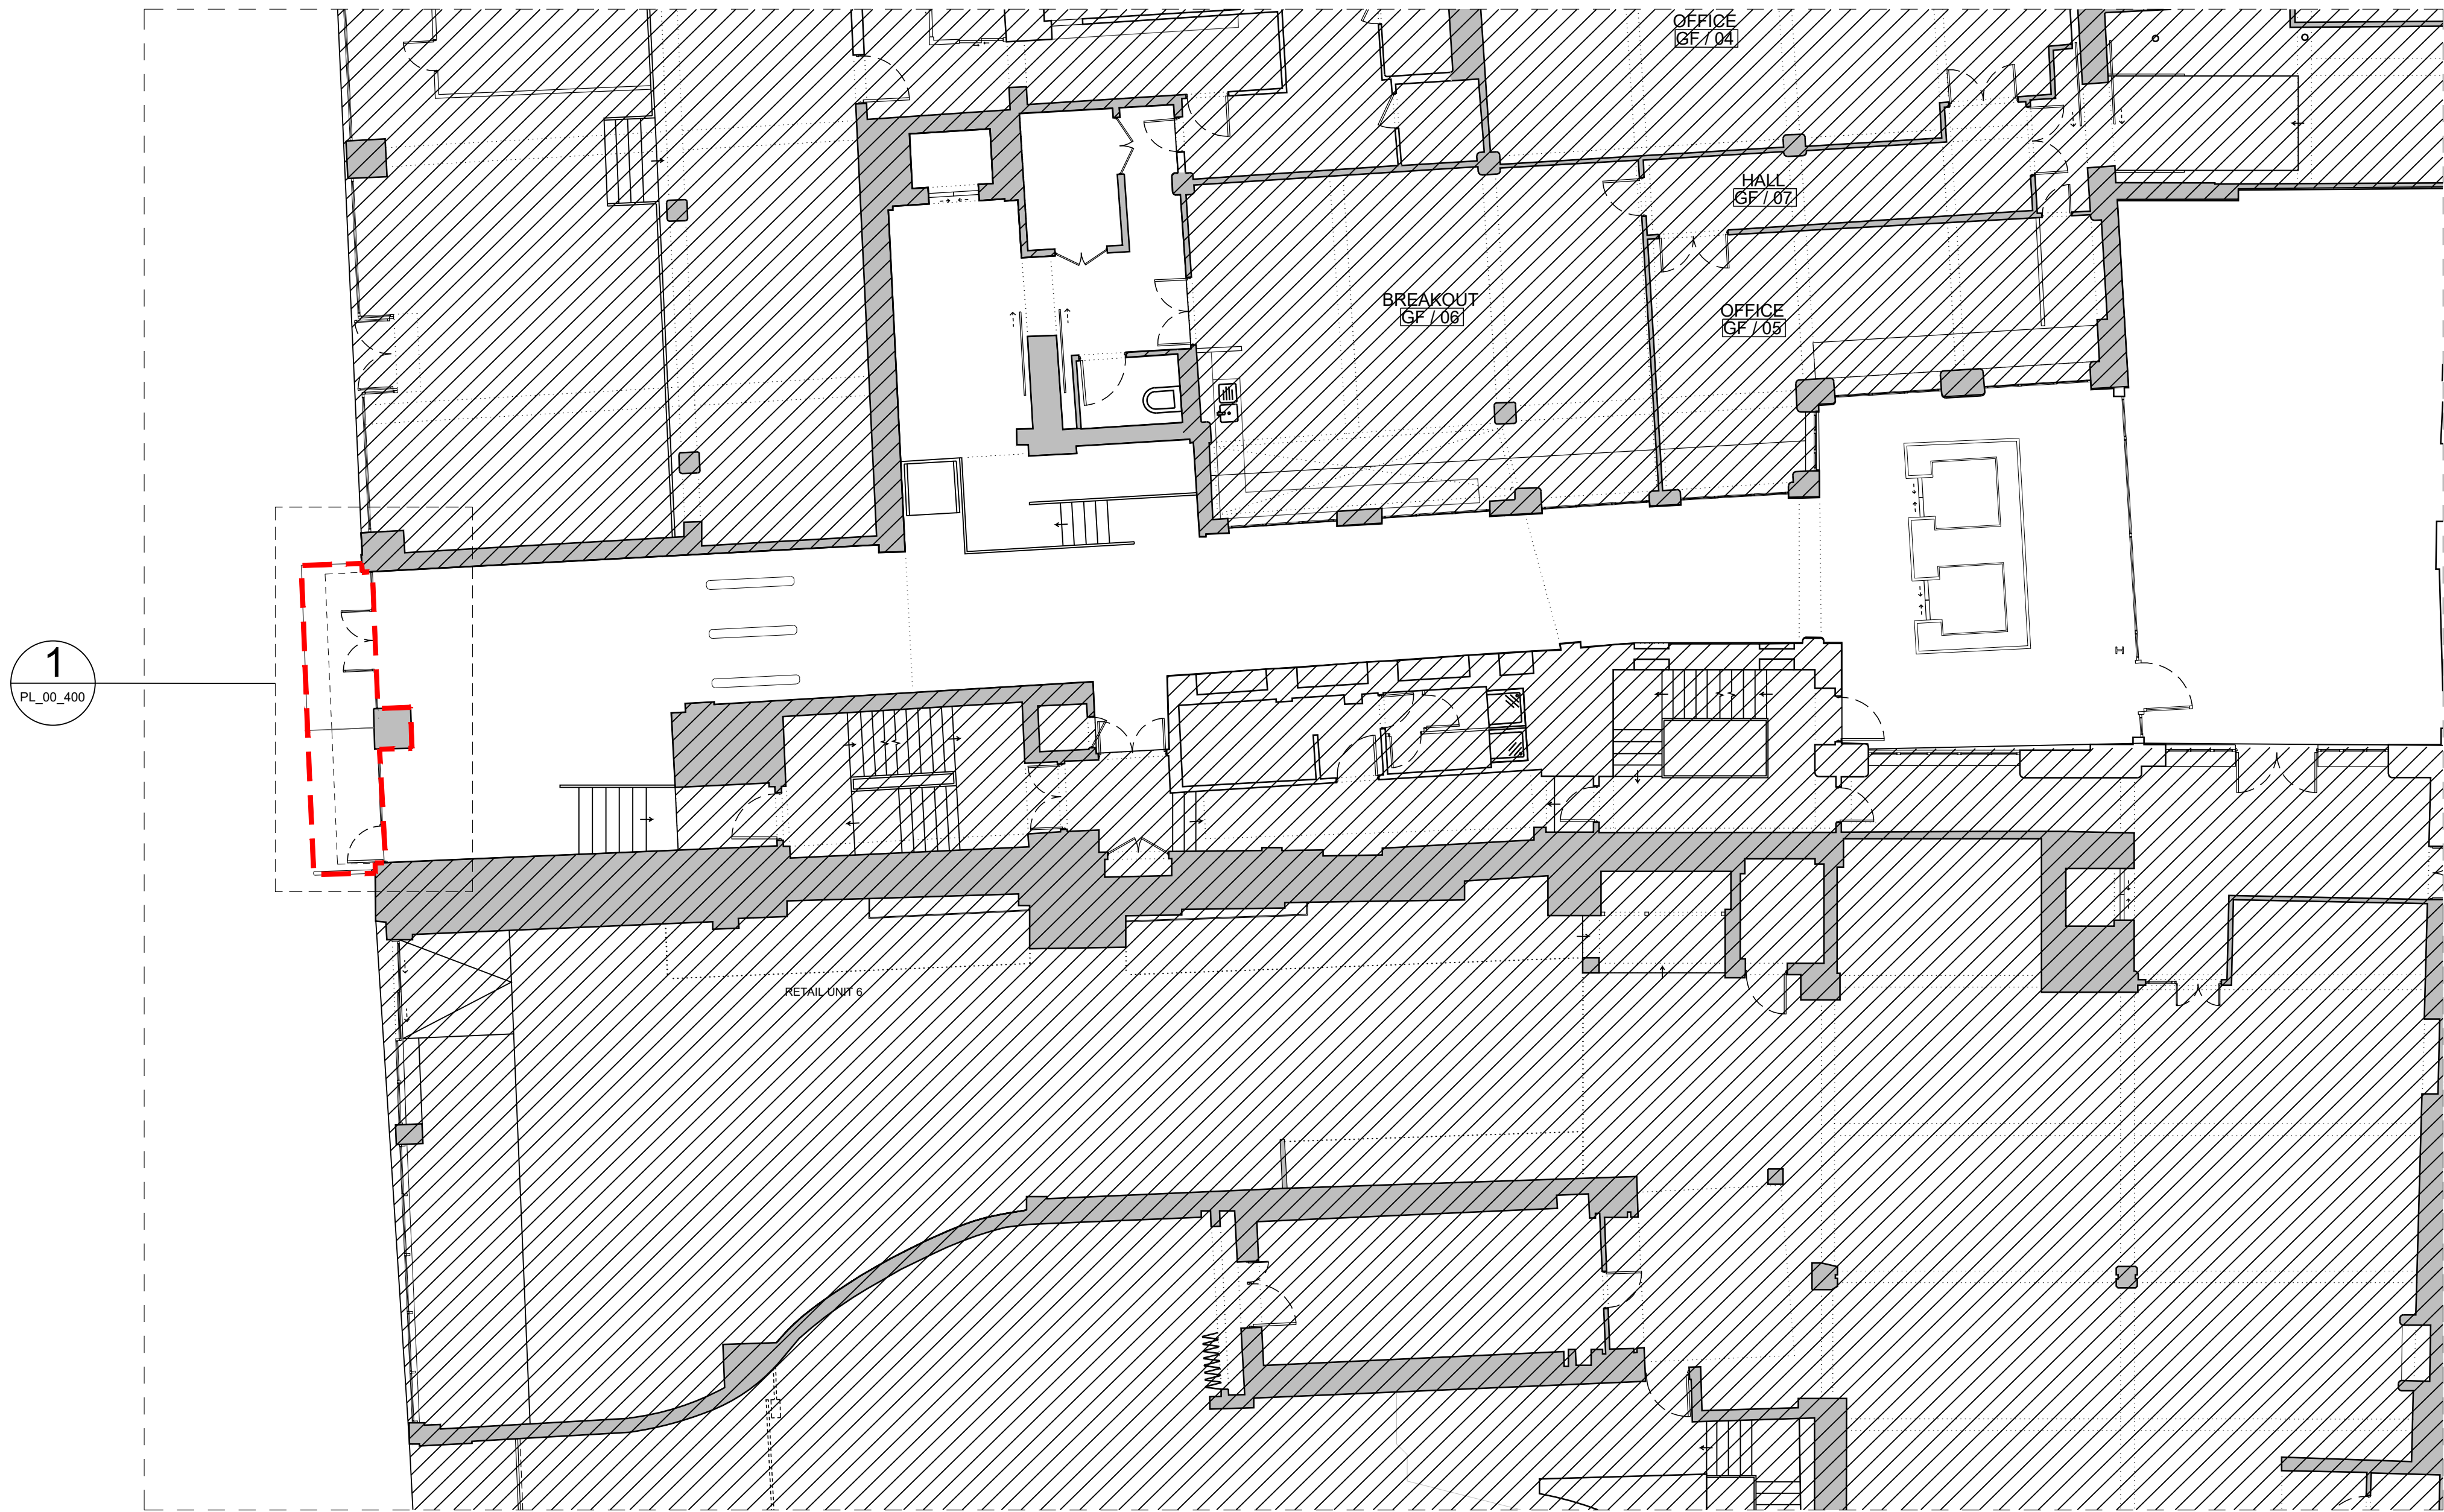 OFFICE
GF / 04
HALL
GF / 07
BREAKOUT
GF / 06
OFFICE
GF / 05
1
PL_00_400
RETAIL UNIT 6